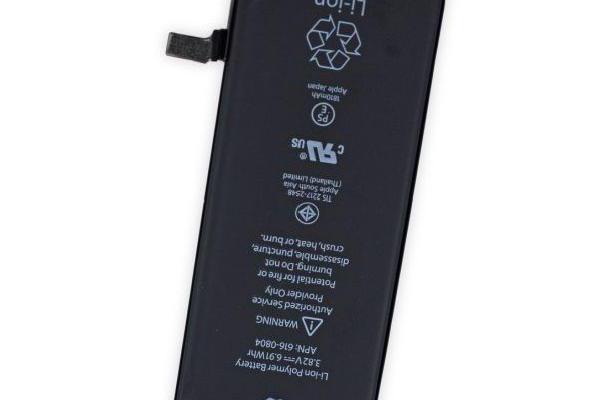 Li-ion Polymer Battery
3.82V⎓6.91Whr
APN: 616-0804
WARNING
Authorized Service
Provider Only
Potential for fire or
burning. Do not
disassemble, puncture,
crush, heat, or burn.
TIS 2217-2548
Apple South Asia
(Thailand) Limited
c RU US ®
PS
E
1810mAh
Apple Japan
Li-ion